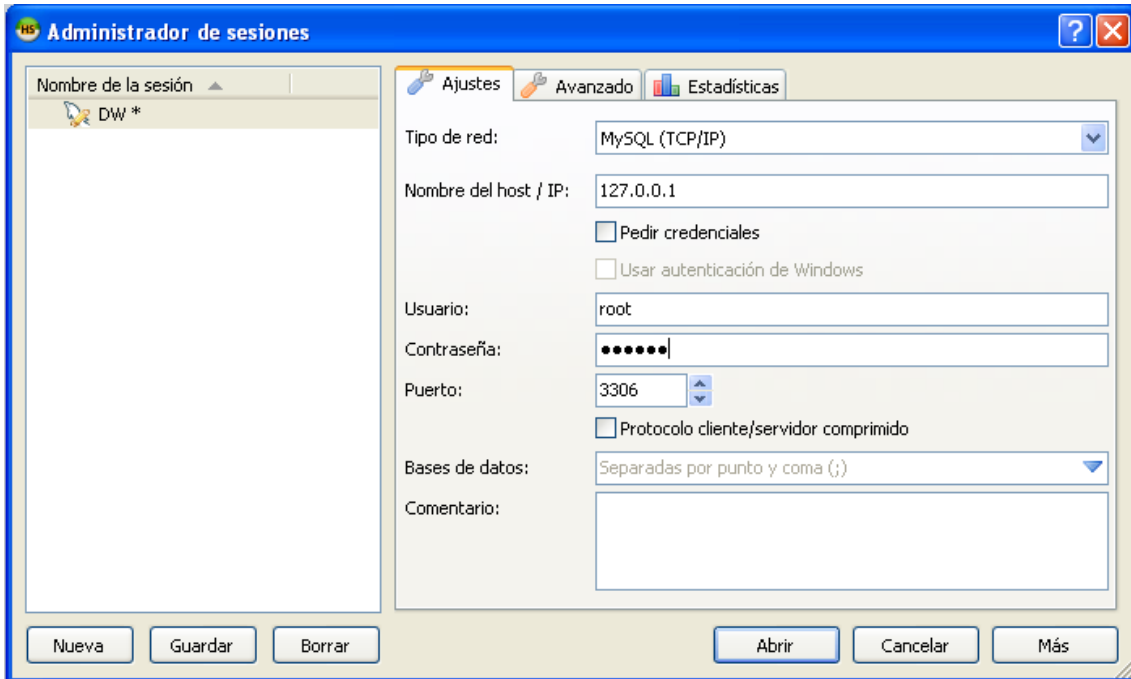 HS Administrador de sesiones
Nombre de la sesión
DW *
Ajustes Avanzado Estadísticas
Tipo de red: MySQL (TCP/IP)
Nombre del host / IP: 127.0.0.1
Pedir credenciales
Usar autenticación de Windows
Usuario: root
Contraseña: ●●●●●●
Puerto: 3306
Protocolo cliente/servidor comprimido
Bases de datos: Separadas por punto y coma (;)
Comentario:
Nueva Guardar Borrar Abrir Cancelar Más